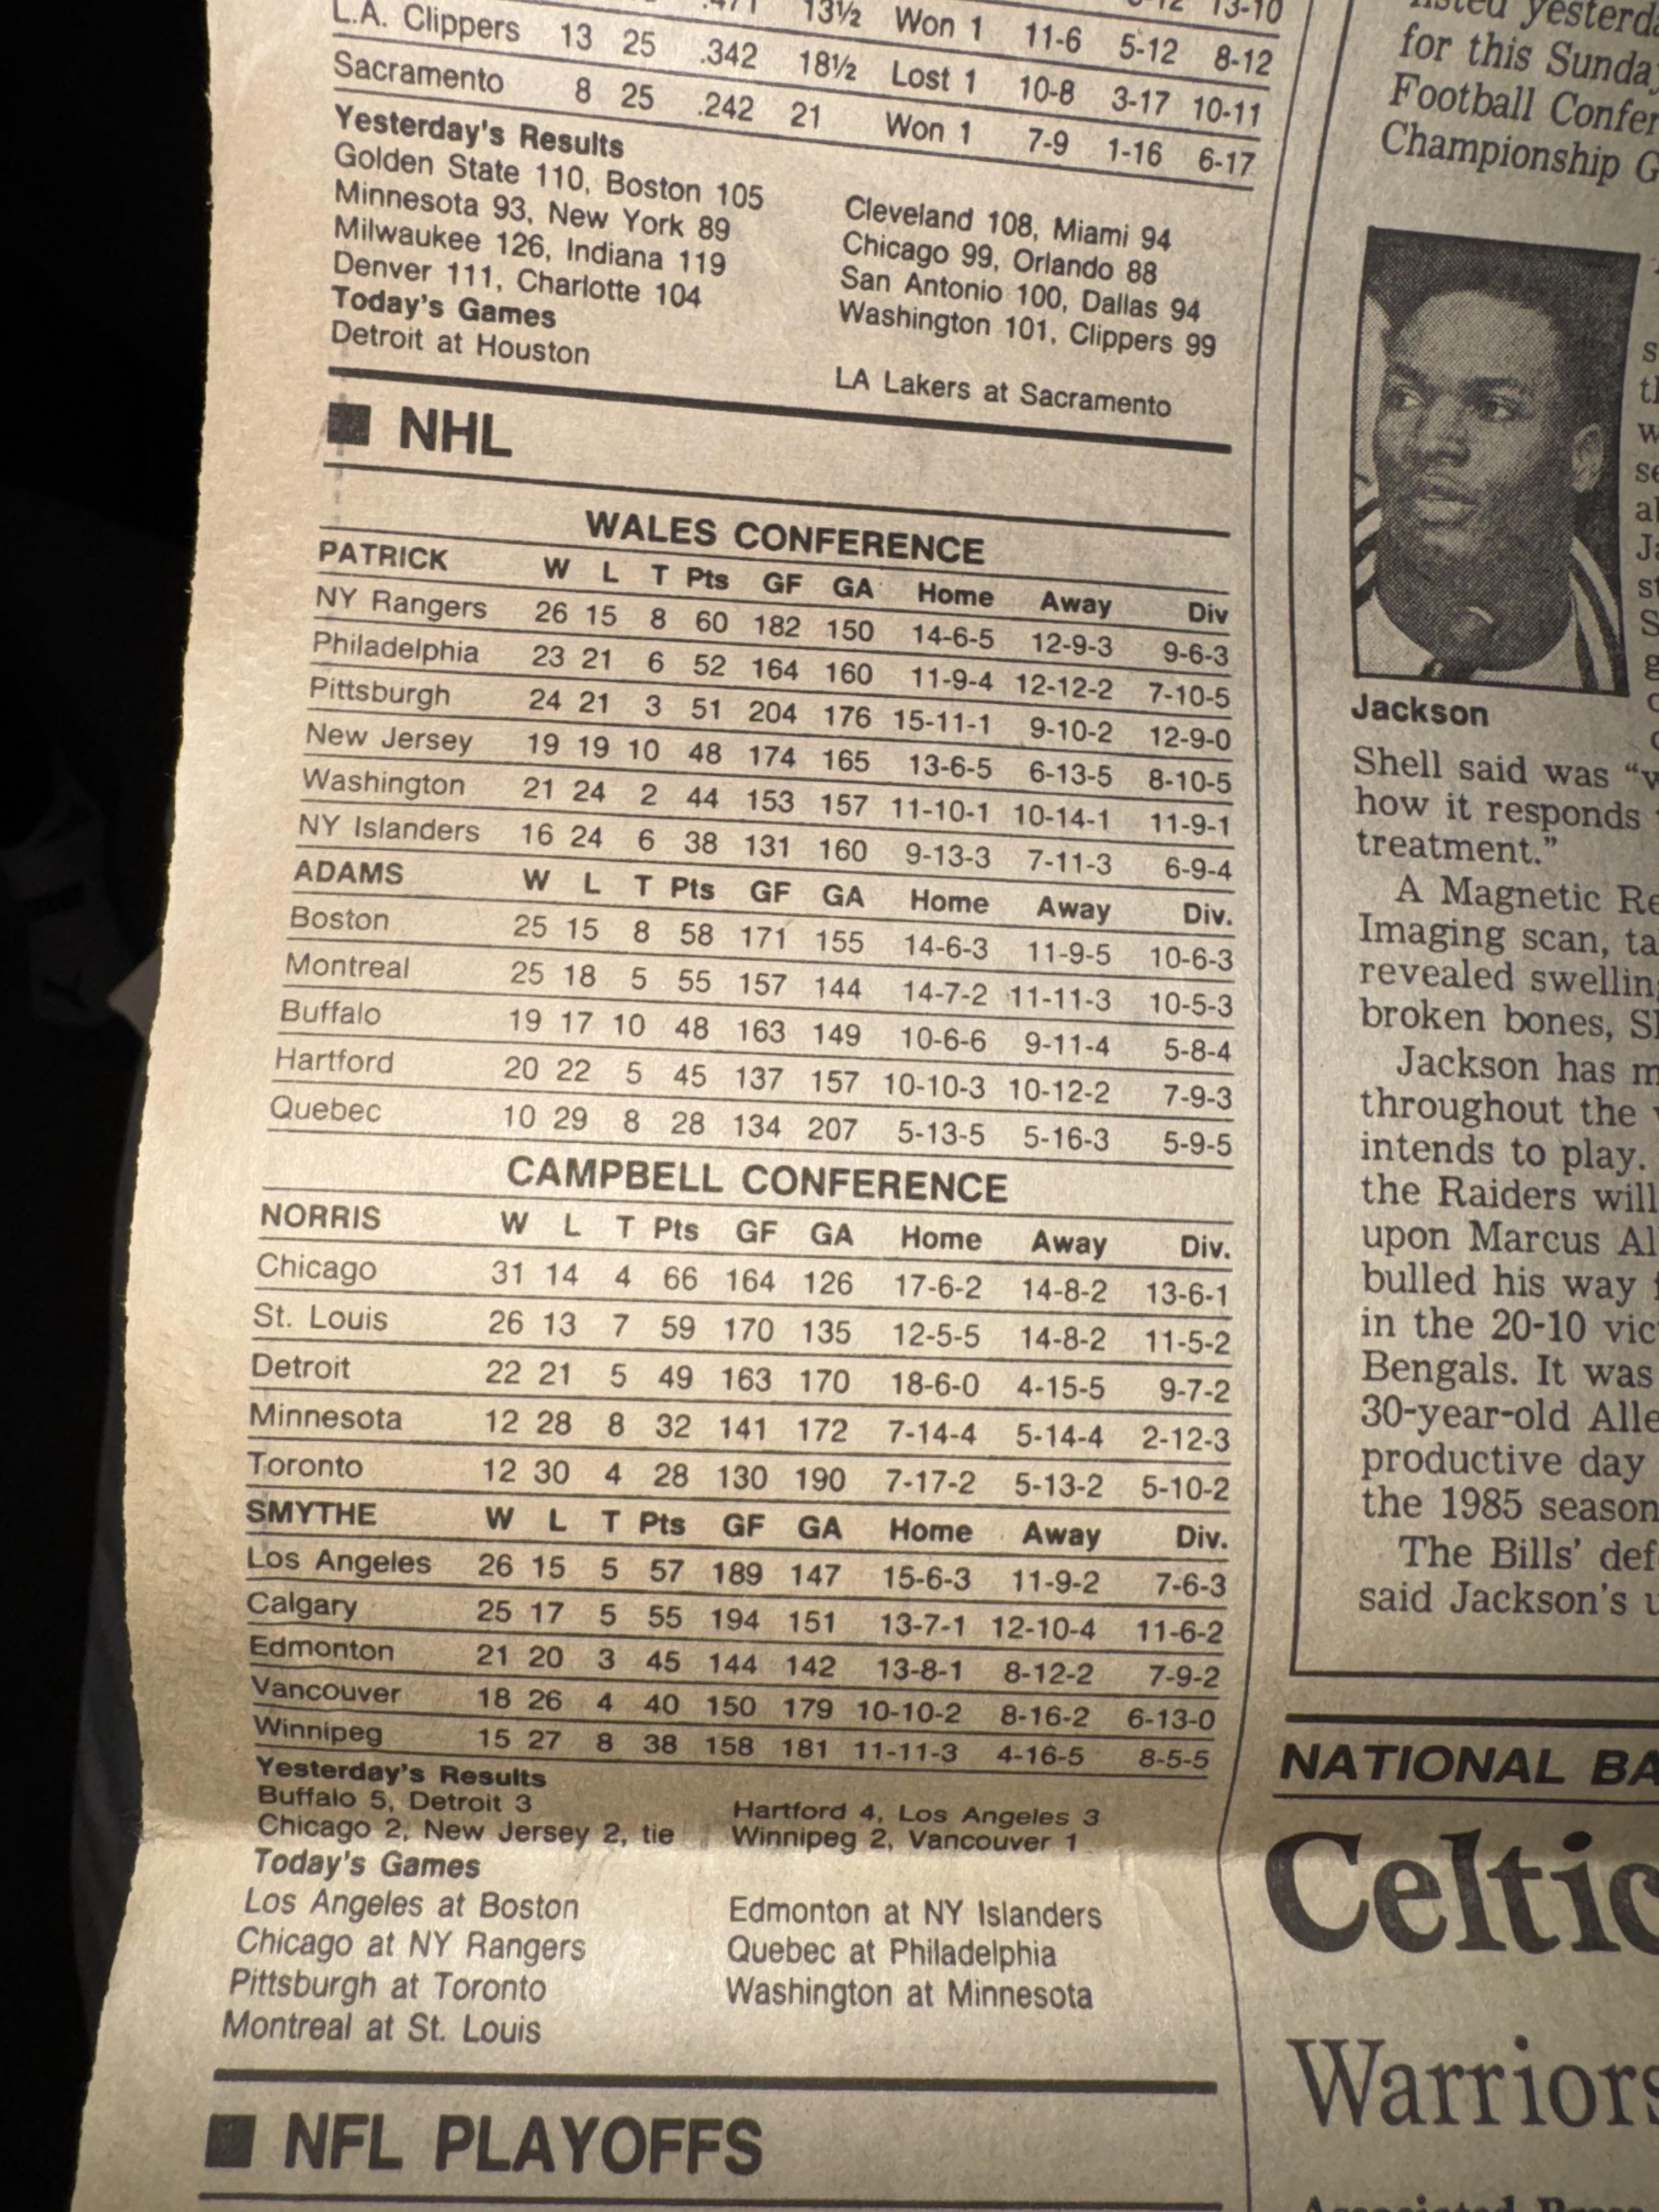 -12 13-10
.471 13½ Won 1 11-6 5-12 8-12
L.A. Clippers 13 25 .342 18½ Lost 1 10-8 3-17 10-11
Sacramento 8 25 .242 21 Won 1 7-9 1-16 6-17
Yesterday's Results
Golden State 110, Boston 105 Cleveland 108, Miami 94
Minnesota 93, New York 89 Chicago 99, Orlando 88
Milwaukee 126, Indiana 119 San Antonio 100, Dallas 94
Denver 111, Charlotte 104 Washington 101, Clippers 99
Today's Games
Detroit at Houston LA Lakers at Sacramento
■ NHL
WALES CONFERENCE
PATRICK W L T Pts GF GA Home Away Div
NY Rangers 26 15 8 60 182 150 14-6-5 12-9-3 9-6-3
Philadelphia 23 21 6 52 164 160 11-9-4 12-12-2 7-10-5
Pittsburgh 24 21 3 51 204 176 15-11-1 9-10-2 12-9-0
New Jersey 19 19 10 48 174 165 13-6-5 6-13-5 8-10-5
Washington 21 24 2 44 153 157 11-10-1 10-14-1 11-9-1
NY Islanders 16 24 6 38 131 160 9-13-3 7-11-3 6-9-4
ADAMS W L T Pts GF GA Home Away Div.
Boston 25 15 8 58 171 155 14-6-3 11-9-5 10-6-3
Montreal 25 18 5 55 157 144 14-7-2 11-11-3 10-5-3
Buffalo 19 17 10 48 163 149 10-6-6 9-11-4 5-8-4
Hartford 20 22 5 45 137 157 10-10-3 10-12-2 7-9-3
Quebec 10 29 8 28 134 207 5-13-5 5-16-3 5-9-5
CAMPBELL CONFERENCE
NORRIS W L T Pts GF GA Home Away Div.
Chicago 31 14 4 66 164 126 17-6-2 14-8-2 13-6-1
St. Louis 26 13 7 59 170 135 12-5-5 14-8-2 11-5-2
Detroit 22 21 5 49 163 170 18-6-0 4-15-5 9-7-2
Minnesota 12 28 8 32 141 172 7-14-4 5-14-4 2-12-3
Toronto 12 30 4 28 130 190 7-17-2 5-13-2 5-10-2
SMYTHE W L T Pts GF GA Home Away Div.
Los Angeles 26 15 5 57 189 147 15-6-3 11-9-2 7-6-3
Calgary 25 17 5 55 194 151 13-7-1 12-10-4 11-6-2
Edmonton 21 20 3 45 144 142 13-8-1 8-12-2 7-9-2
Vancouver 18 26 4 40 150 179 10-10-2 8-16-2 6-13-0
Winnipeg 15 27 8 38 158 181 11-11-3 4-16-5 8-5-5
Yesterday's Results
Buffalo 5, Detroit 3 Hartford 4, Los Angeles 3
Chicago 2, New Jersey 2, tie Winnipeg 2, Vancouver 1
Today's Games
Los Angeles at Boston Edmonton at NY Islanders
Chicago at NY Rangers Quebec at Philadelphia
Pittsburgh at Toronto Washington at Minnesota
Montreal at St. Louis
■ NFL PLAYOFFS
listed yesterda
for this Sunday
Football Confer
Championship G
Jackson
Shell said was "w
how it responds
treatment."
A Magnetic Re
Imaging scan, ta
revealed swelling
broken bones, Sh
Jackson has m
throughout the
intends to play.
the Raiders will
upon Marcus Al
bulled his way
in the 20-10 vic
Bengals. It was
30-year-old Alle
productive day
the 1985 season
The Bills' def
said Jackson's u
NATIONAL BA
Celtic
Warriors